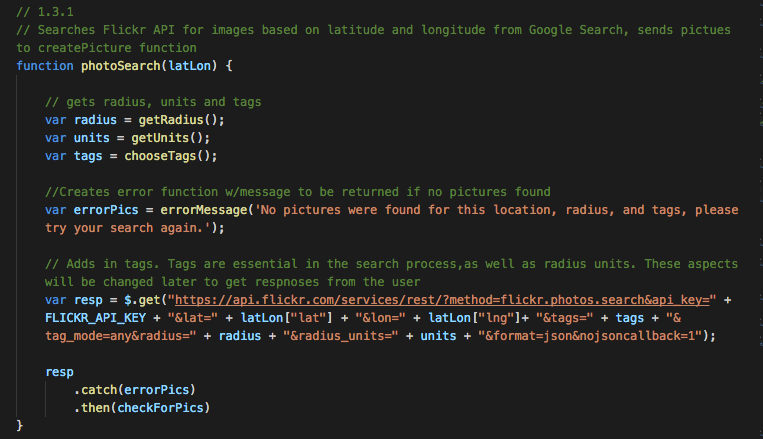 // 1.3.1
// Searches Flickr API for images based on latitude and longitude from Google Search, sends pictues
to createPicture function
function photoSearch(latLon) {
// gets radius, units and tags
var radius = getRadius();
var units = getUnits();
var tags = chooseTags();
//Creates error function w/message to be returned if no pictures found
var errorPics = errorMessage('No pictures were found for this location, radius, and tags, please
try your search again.');
// Adds in tags. Tags are essential in the search process,as well as radius units. These aspects
will be changed later to get respnoses from the user
var resp = $.get("https://api.flickr.com/services/rest/?method=flickr.photos.search&api_key=" +
FLICKR_API_KEY + "&lat=" + latLon["lat"] + "&lon=" + latLon["lng"]+ "&tags=" + tags + "&
tag_mode=any&radius=" + radius + "&radius_units=" + units + "&format=json&nojsoncallback=1");
resp
.catch(errorPics)
.then(checkForPics)
}